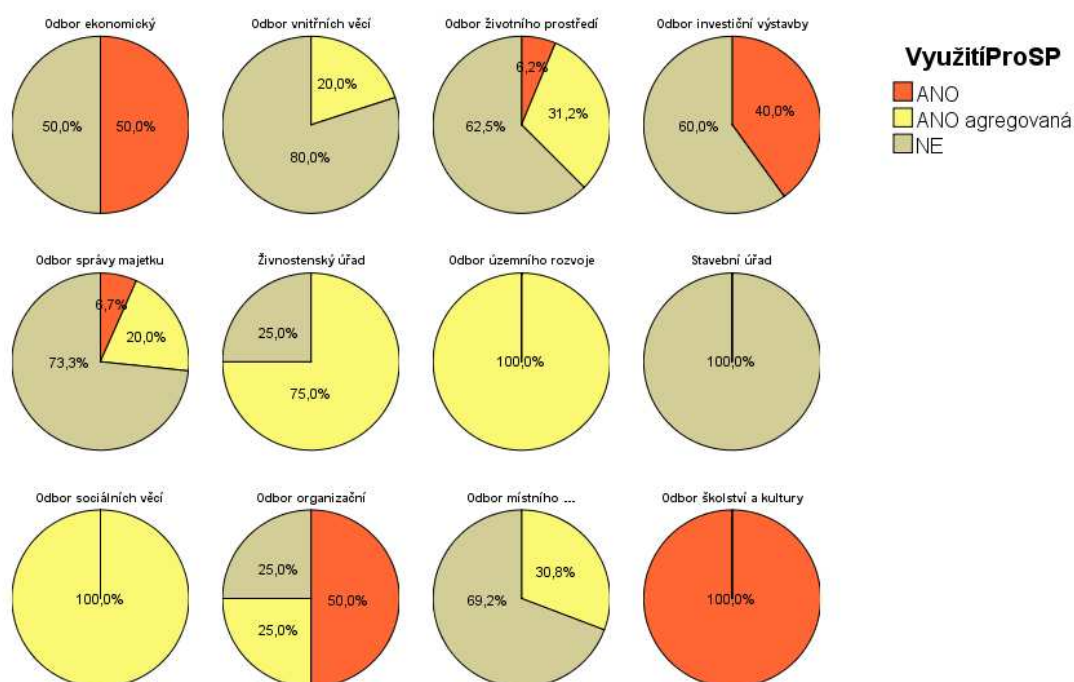 Odbor ekonomický
Odbor vnitřních věcí
Odbor životního prostředí
Odbor investiční výstavby
50,0%
50,0%
20,0%
80,0%
6,2%
31,2%
62,5%
40,0%
60,0%
VyužitíProSP
ANO
ANO agregovaná
NE
Odbor správy majetku
Živnostenský úřad
Odbor územního rozvoje
Stavební úřad
6,7%
20,0%
73,3%
25,0%
75,0%
100,0%
100,0%
Odbor sociálních věcí
Odbor organizační
Odbor místního ...
Odbor školství a kultury
100,0%
25,0%
50,0%
25,0%
30,8%
69,2%
100,0%